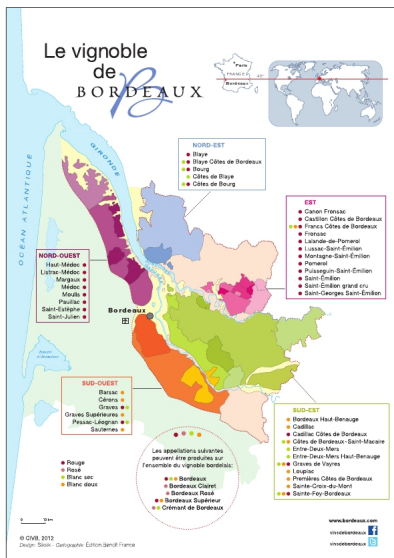 Le vignoble
de
BORDEAUX
Paris
FRANCE
Bordeaux
45°
OCÉAN ATLANTIQUE
GIRONDE
NORD-EST
Blaye
Blaye Côtes de Bordeaux
Bourg
Côtes de Blaye
Côtes de Bourg
EST
Canon Fronsac
Castillon Côtes de Bordeaux
Francs Côtes de Bordeaux
Fronsac
Lalande-de-Pomerol
Lussac-Saint-Émilion
Montagne-Saint-Émilion
Pomerol
Puisseguin-Saint-Émilion
Saint-Émilion
Saint-Émilion grand cru
Saint-Georges Saint-Émilion
NORD-OUEST
Haut-Médoc
Listrac-Médoc
Margaux
Médoc
Moulis
Pauillac
Saint-Estèphe
Saint-Julien
Bordeaux
SUD-OUEST
Barsac
Cérons
Graves
Graves Supérieures
Pessac-Léognan
Sauternes
SUD-EST
Bordeaux Haut-Benauge
Cadillac
Cadillac Côtes de Bordeaux
Côtes de Bordeaux-Saint-Macaire
Entre-Deux-Mers
Entre-Deux-Mers Haut-Benauge
Graves de Vayres
Loupiac
Premières Côtes de Bordeaux
Sainte-Croix-du-Mont
Sainte-Foy-Bordeaux
Rouge
Rosé
Blanc sec
Blanc doux
Les appellations suivantes
peuvent être produites sur
l'ensemble du vignoble bordelais:
Bordeaux
Bordeaux Clairet
Bordeaux Rosé
Bordeaux Supérieur
Crémant de Bordeaux
0 10 km
© CIVB, 2012
Design: Siksik - Cartographie: Édition Benoît France
www.bordeaux.com
vinsdebordeaux
vinsdebordeaux